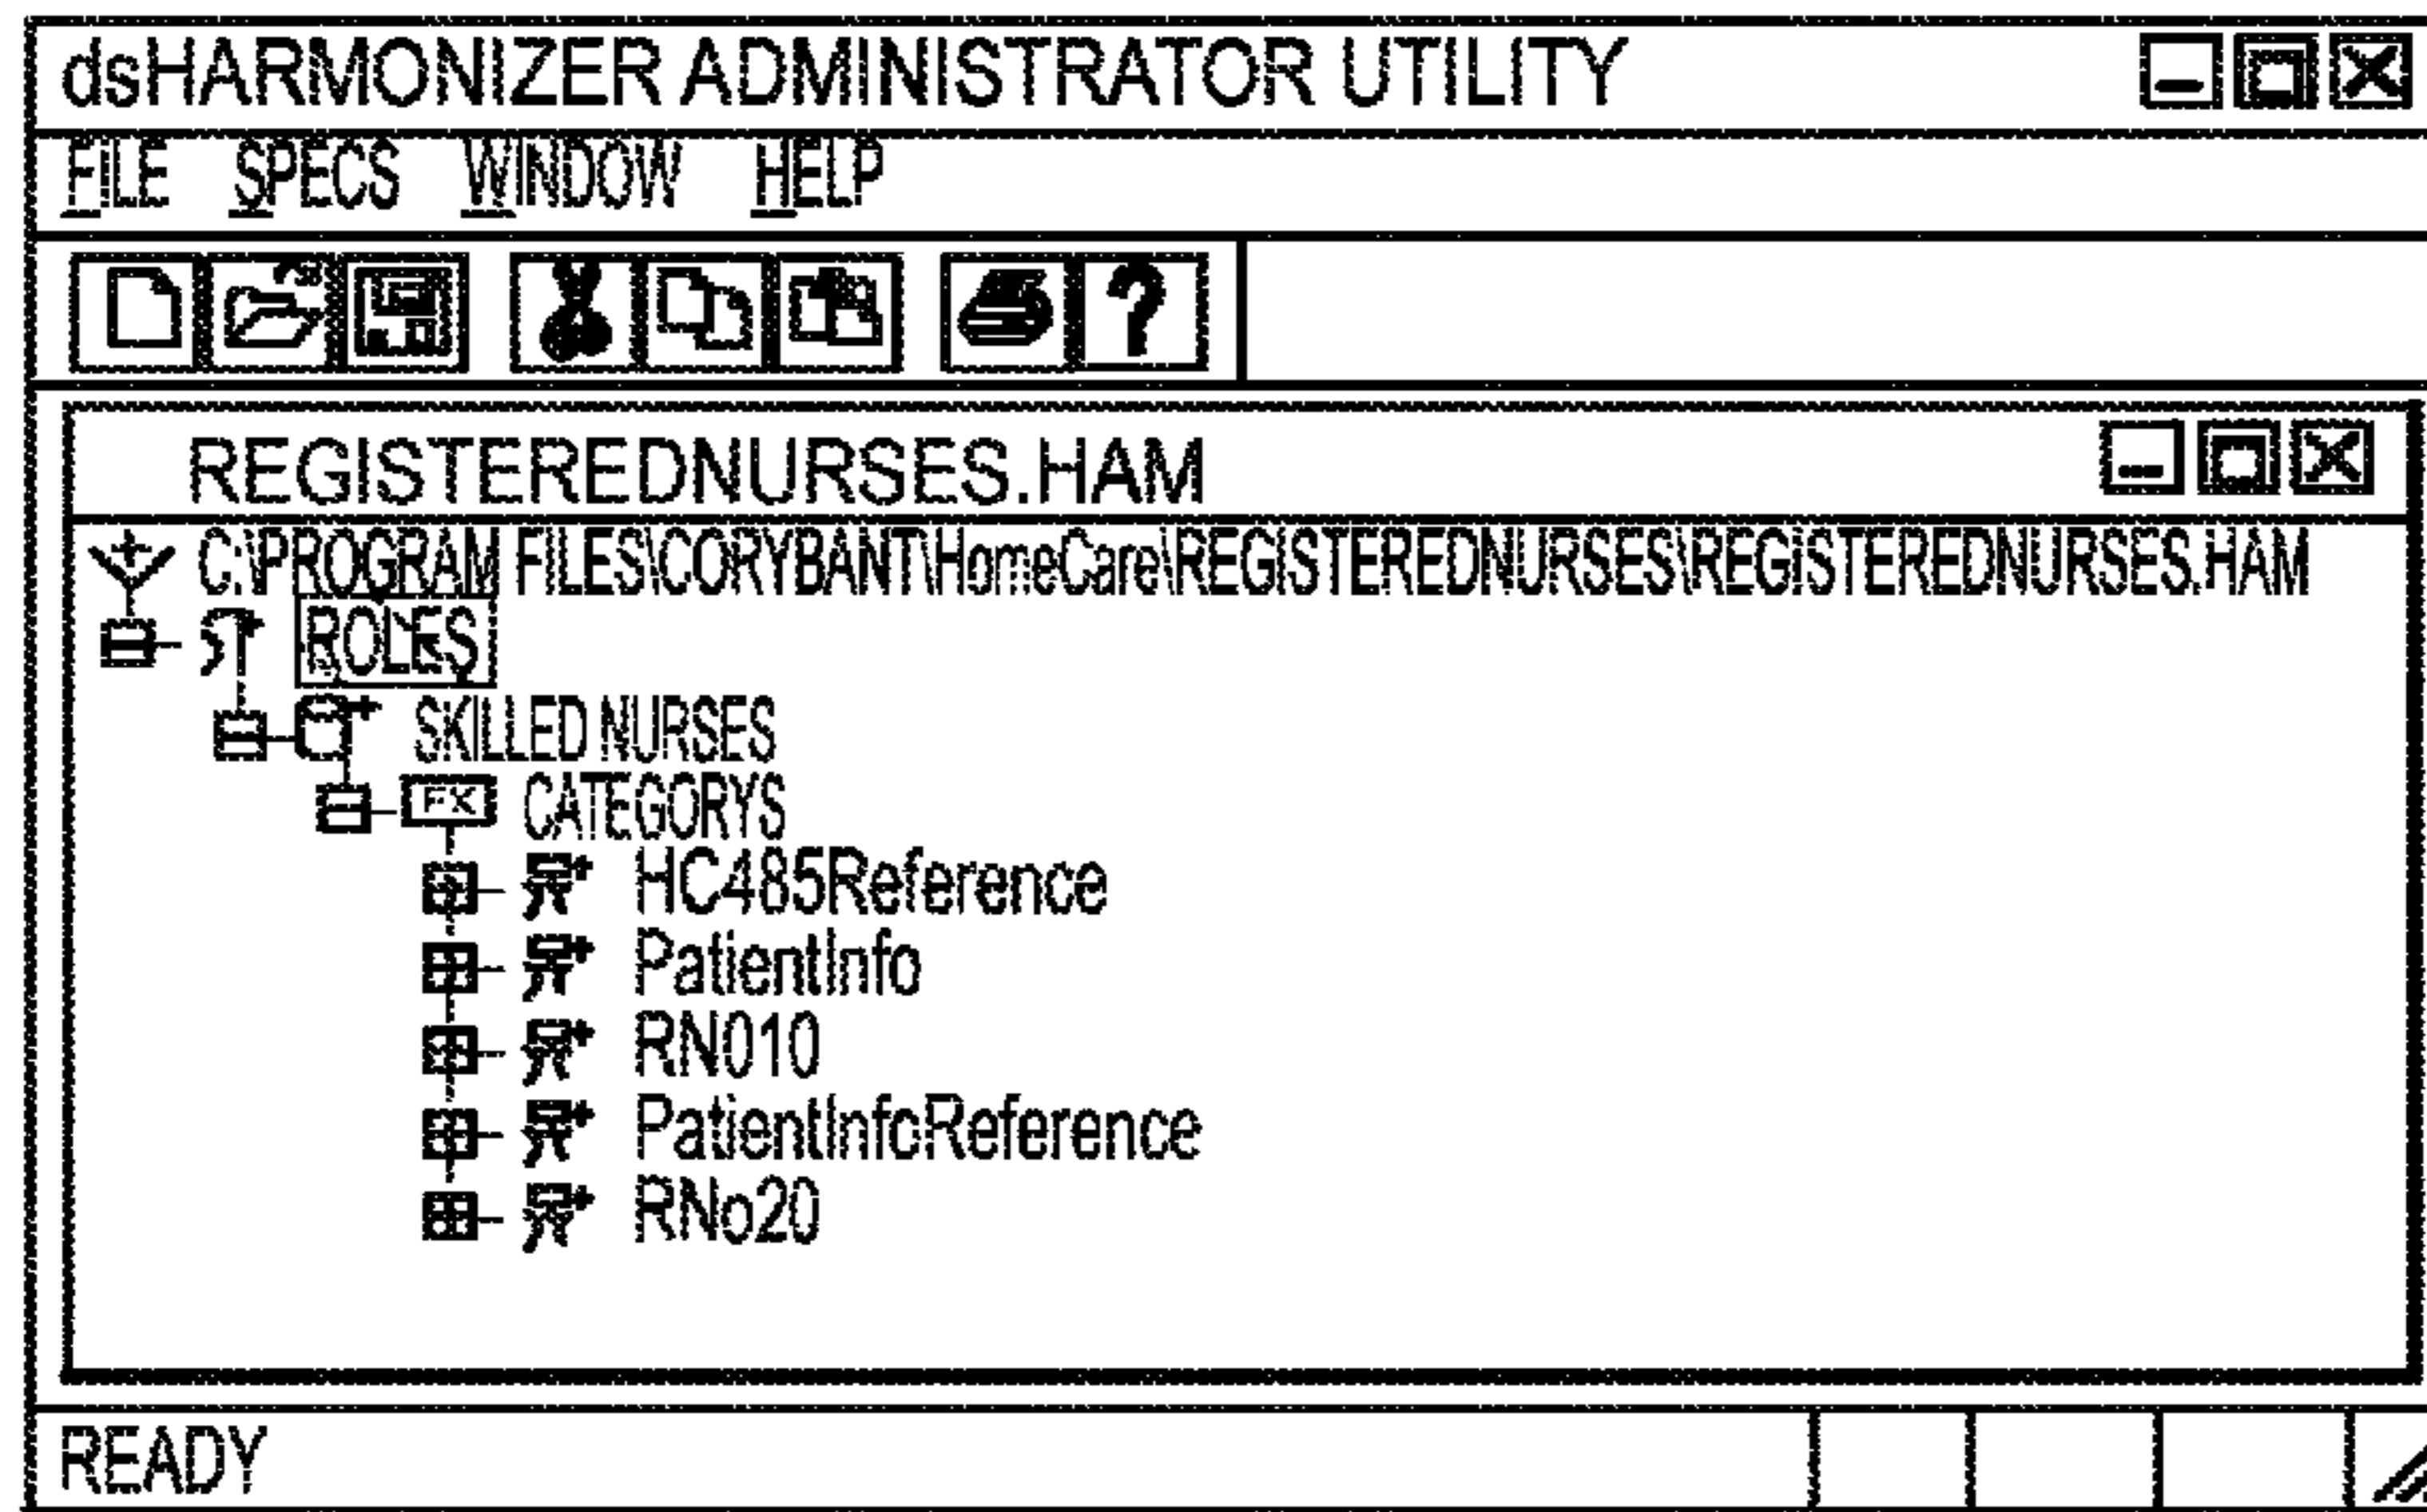 dsHARMONIZER ADMINISTRATOR UTILITY
FILE SPECS WINDOW HELP
?
REGISTEREDNURSES.HAM
C:\PROGRAM FILES\CORYBANT\HomeCare\REGISTEREDNURSES\REGISTEREDNURSES.HAM
ROLES
SKILLED NURSES
FX CATEGORYS
HC485Reference
PatientInfo
RN010
PatientInfoReference
RNo20
READY